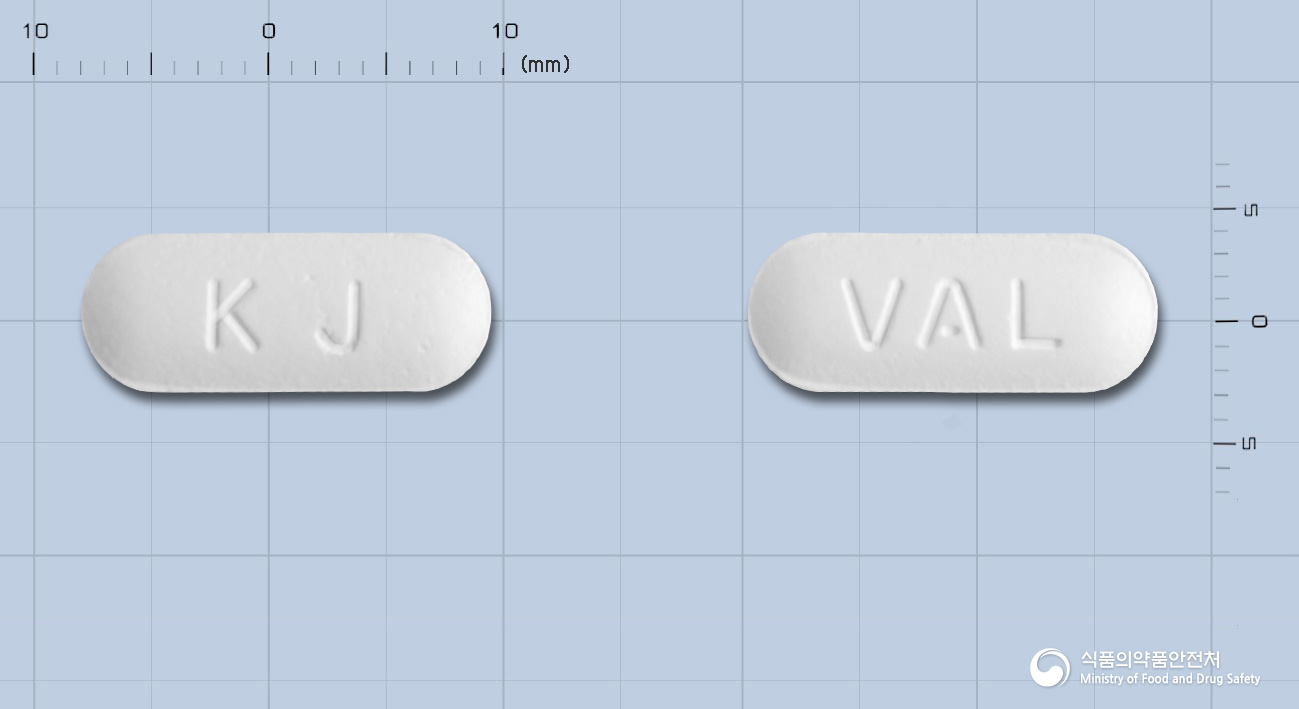 10 0 10 (mm)
5
K J
VAL
0
5
식품의약품안전처
Ministry of Food and Drug Safety